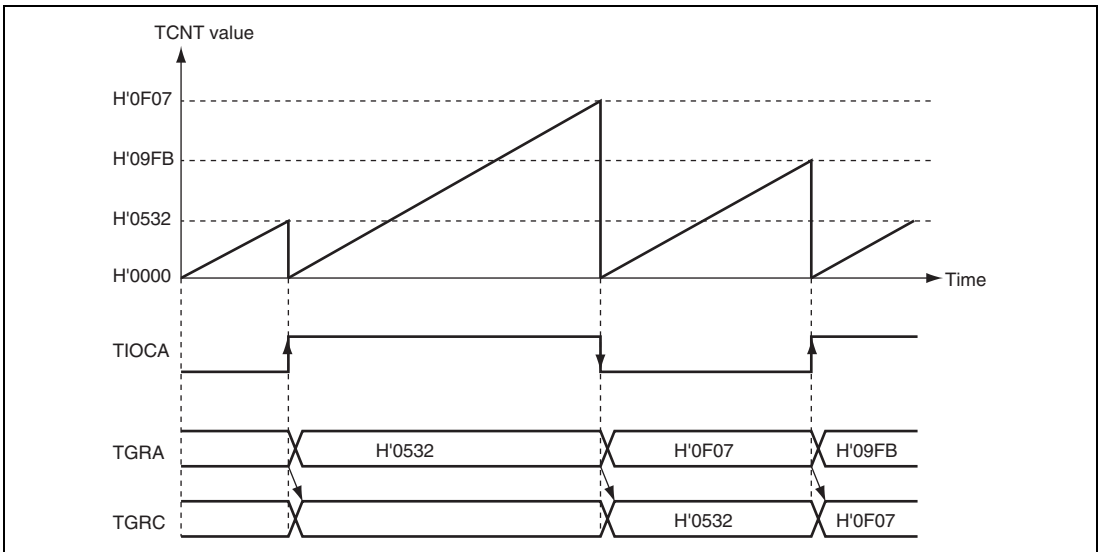 TCNT value
H'0F07
H'09FB
H'0532
H'0000
Time
TIOCA
TGRA
H'0532
H'0F07
H'09FB
TGRC
H'0532
H'0F07